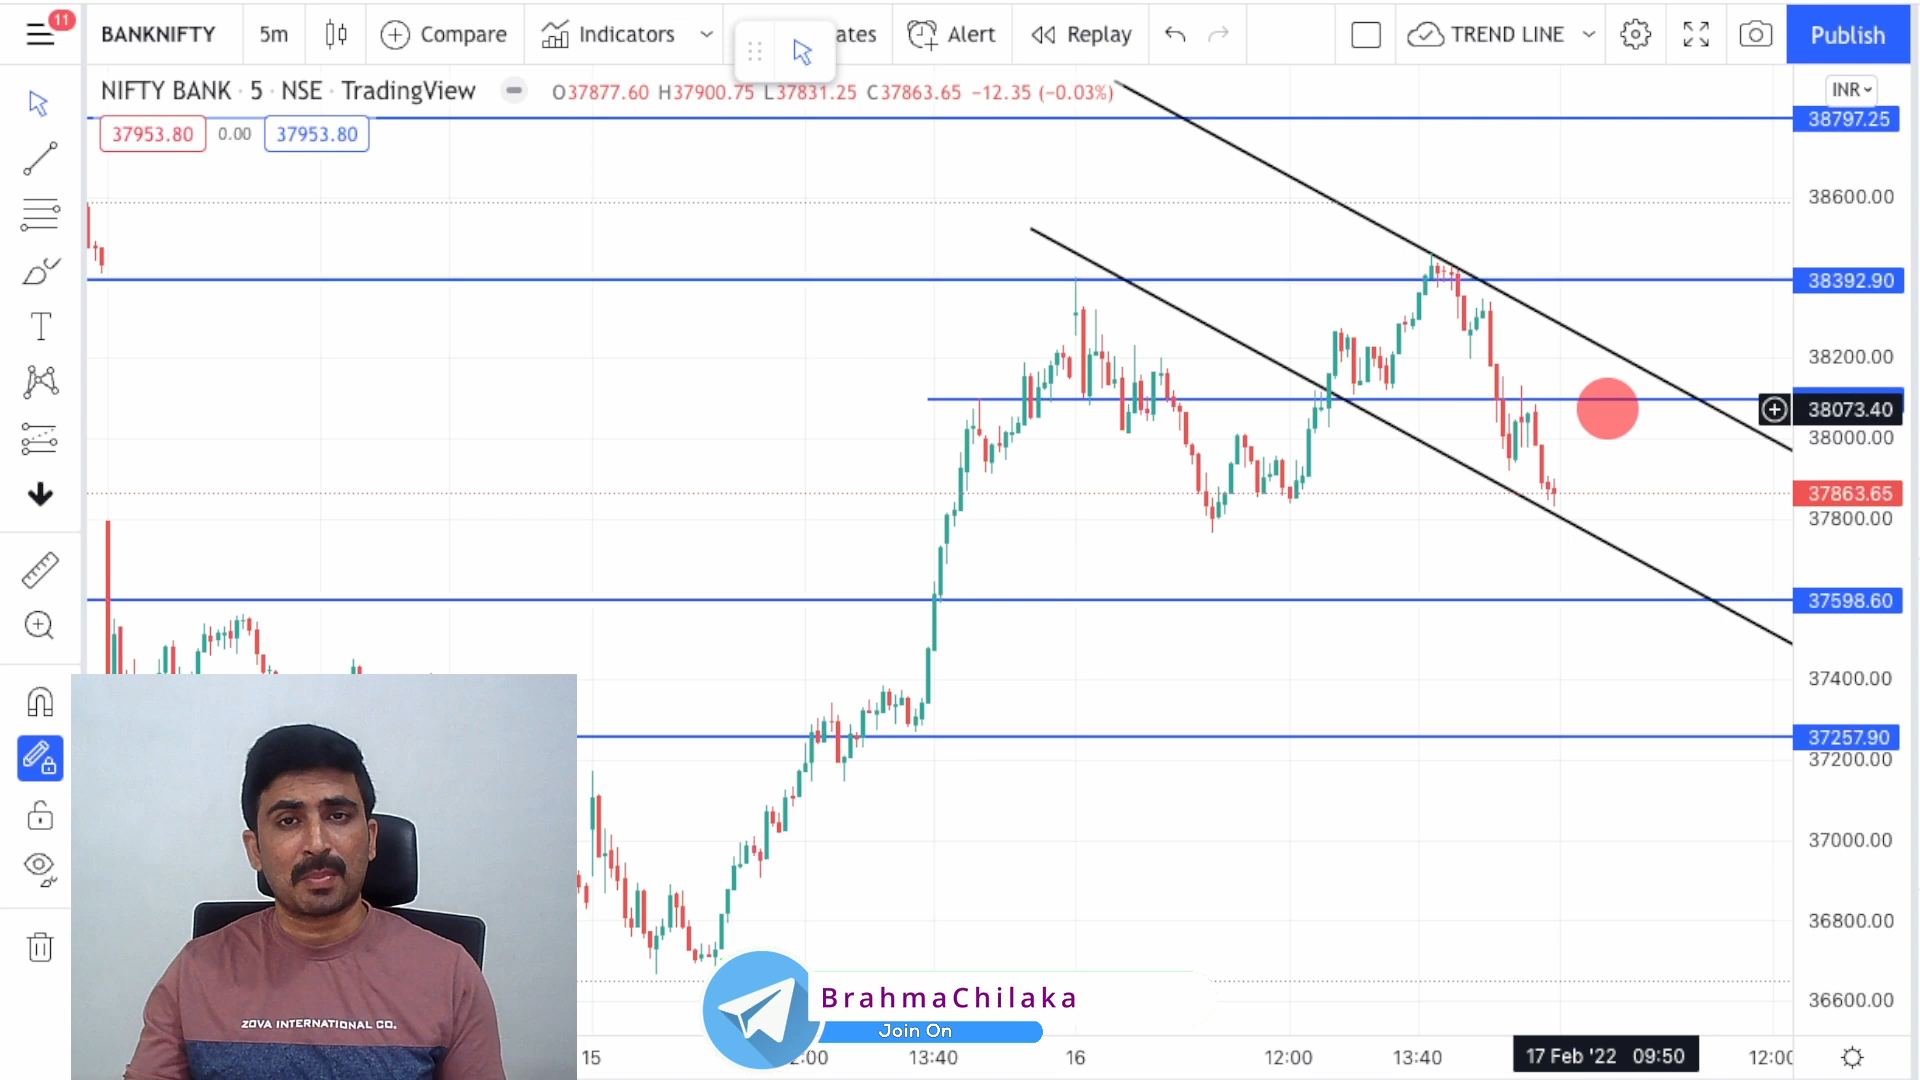 11
BANKNIFTY 5m Compare Indicators ates Alert Replay TREND LINE Publish
NIFTY BANK · 5 · NSE · TradingView O37877.60 H37900.75 L37831.25 C37863.65 −12.35 (−0.03%)
INR
37953.80 0.00 37953.80
38797.25
38600.00
38392.90
38200.00
38073.40
38000.00
37863.65
37800.00
37598.60
37400.00
37257.90
37200.00
37000.00
36800.00
36600.00
T
ZOVA INTERNATIONAL CO.
BrahmaChilaka
Join On
15 2:00 13:40 16 12:00 13:40 17 Feb '22 09:50 12:00